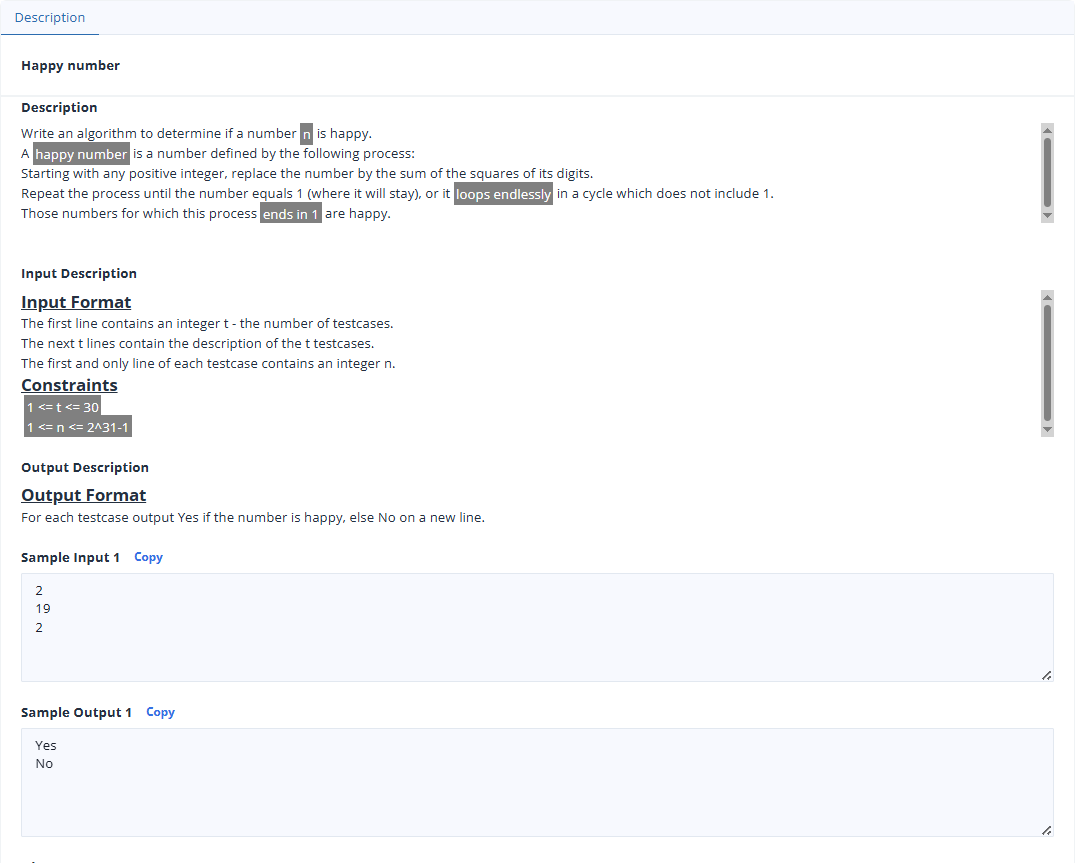 Description
Happy number
Description
Write an algorithm to determine if a number n is happy.
A happy number is a number defined by the following process:
Starting with any positive integer, replace the number by the sum of the squares of its digits.
Repeat the process until the number equals 1 (where it will stay), or it loops endlessly in a cycle which does not include 1.
Those numbers for which this process ends in 1 are happy.
Input Description
Input Format
The first line contains an integer t - the number of testcases.
The next t lines contain the description of the t testcases.
The first and only line of each testcase contains an integer n.
Constraints
1 <= t <= 30
1 <= n <= 2^31-1
Output Description
Output Format
For each testcase output Yes if the number is happy, else No on a new line.
Sample Input 1 Copy
2
19
2
Sample Output 1 Copy
Yes
No